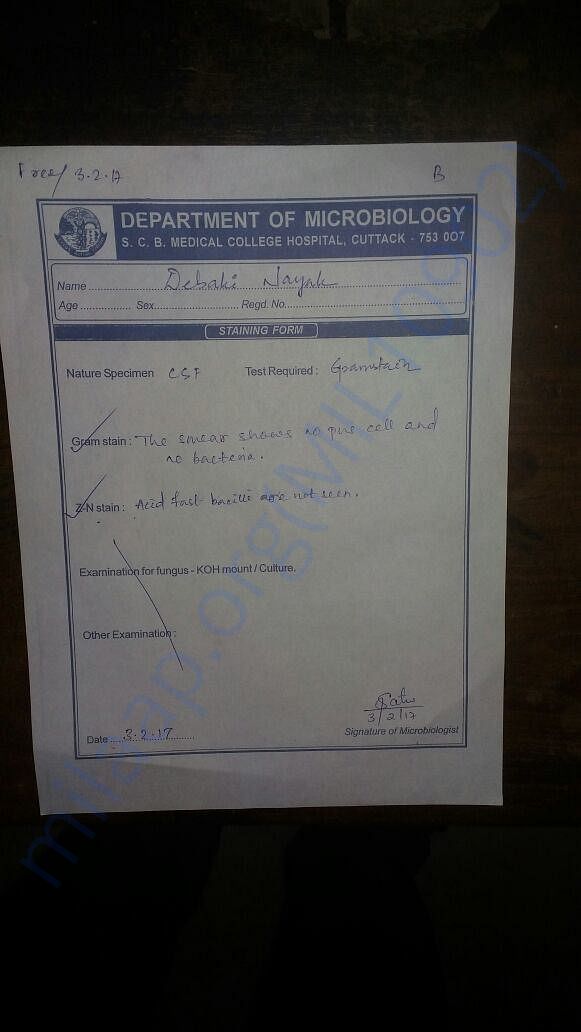 Free/ 3.2.17 B
DEPARTMENT OF MICROBIOLOGY
S. C. B. MEDICAL COLLEGE HOSPITAL, CUTTACK - 753 007
Name Debaki Nayak
Age Sex Regd. No.
STAINING FORM
Nature Specimen CSF Test Required : Gramstain
Gram stain : The smear shows no pus cell and
no bacteria.
Z-N stain : Acid fast bacilli are not seen.
Examination for fungus - KOH mount / Culture.
Other Examination :
3/2/17
Date 3.2.17 Signature of Microbiologist
milaap.org(MIL16902)